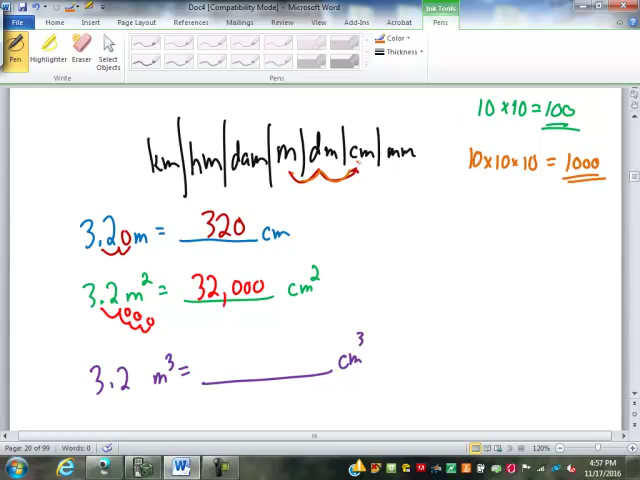 Doc4 [Compatibility Mode] - Microsoft Word
Ink Tools
File Home Insert Page Layout References Mailings Review View Add-Ins Acrobat Pens
Pen Highlighter Eraser Select Objects
Color
Thickness
Write Pens
10 × 10 = 100
km | hm | dam | m | dm | cm | mm
10 × 10 × 10 = 1000
3.20 m = 320 cm
3.2 m² = 32,000 cm²
3.2 m³ = ________ cm³
Page: 20 of 99 Words: 0
120%
4:57 PM
11/17/2016